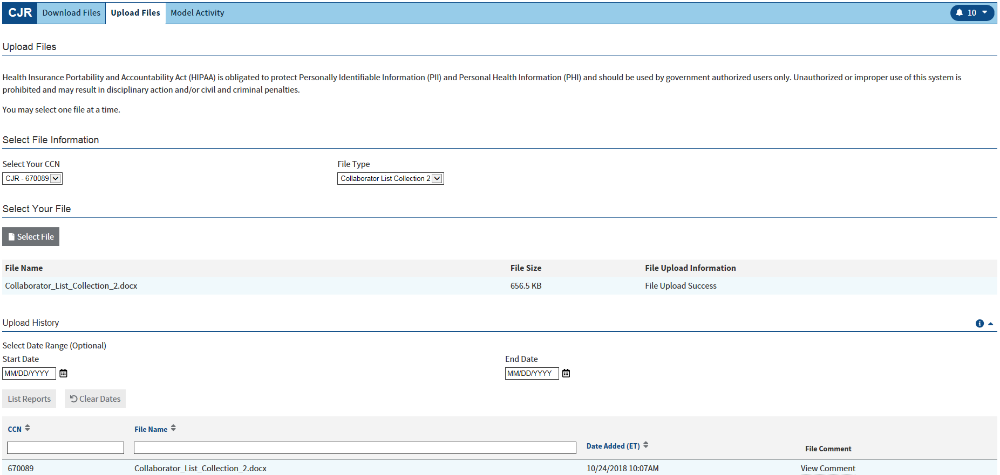 CJR Download Files Upload Files Model Activity 10
Upload Files
Health Insurance Portability and Accountability Act (HIPAA) is obligated to protect Personally Identifiable Information (PII) and Personal Health Information (PHI) and should be used by government authorized users only. Unauthorized or improper use of this system is
prohibited and may result in disciplinary action and/or civil and criminal penalties.
You may select one file at a time.
Select File Information
Select Your CCN File Type
CJR - 670089 Collaborator List Collection 2
Select Your File
Select File
File Name File Size File Upload Information
Collaborator_List_Collection_2.docx 656.5 KB File Upload Success
Upload History
Select Date Range (Optional)
Start Date End Date
MM/DD/YYYY MM/DD/YYYY
List Reports Clear Dates
CCN File Name
Date Added (ET) File Comment
670089 Collaborator_List_Collection_2.docx 10/24/2018 10:07AM View Comment